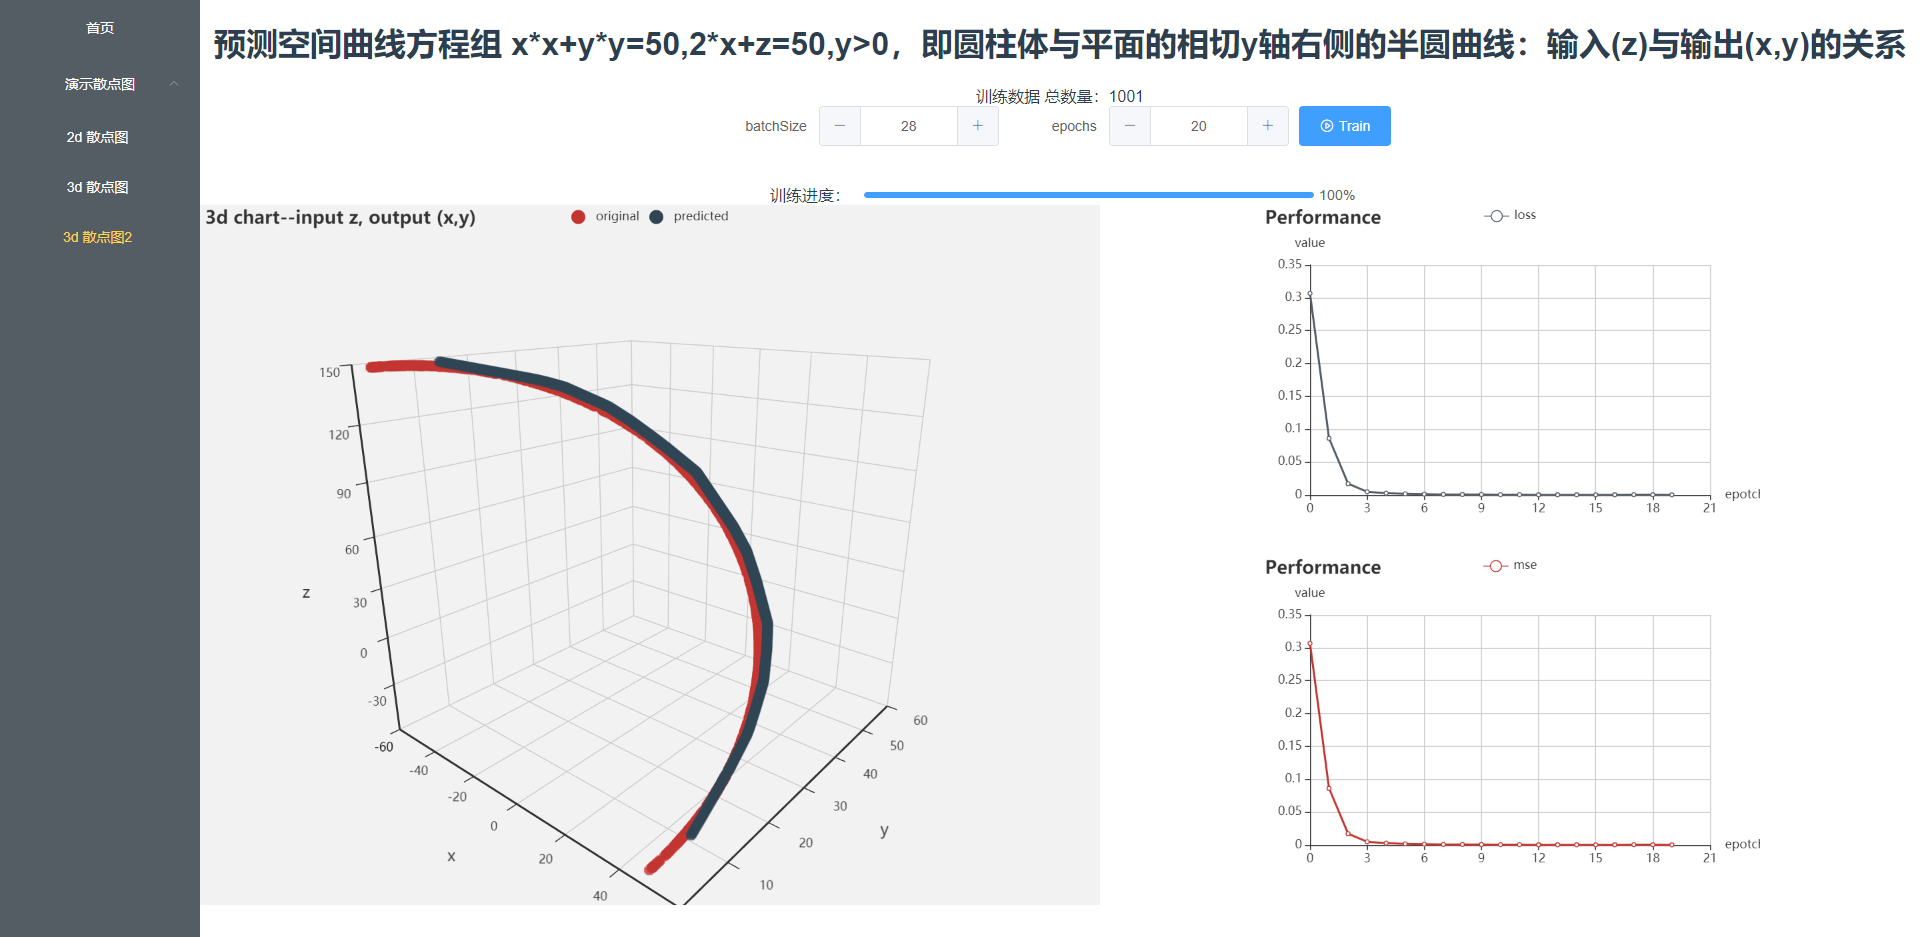 首页
演示散点图
2d 散点图
3d 散点图
3d 散点图2
预测空间曲线方程组 x*x+y*y=50,2*x+z=50,y>0，即圆柱体与平面的相切y轴右侧的半圆曲线：输入(z)与输出(x,y)的关系
训练数据 总数量：1001
batchSize 28 epochs 20 Train
训练进度： 100%
3d chart--input z, output (x,y) original predicted
150
120
90
60
z
30
0
-30
-60
-40
-20
0
x
20
40
60
50
40
30
y
20
10
Performance loss
value
0.35
0.3
0.25
0.2
0.15
0.1
0.05
0
epotcl
0 3 6 9 12 15 18 21
Performance mse
value
0.35
0.3
0.25
0.2
0.15
0.1
0.05
0
epotcl
0 3 6 9 12 15 18 21